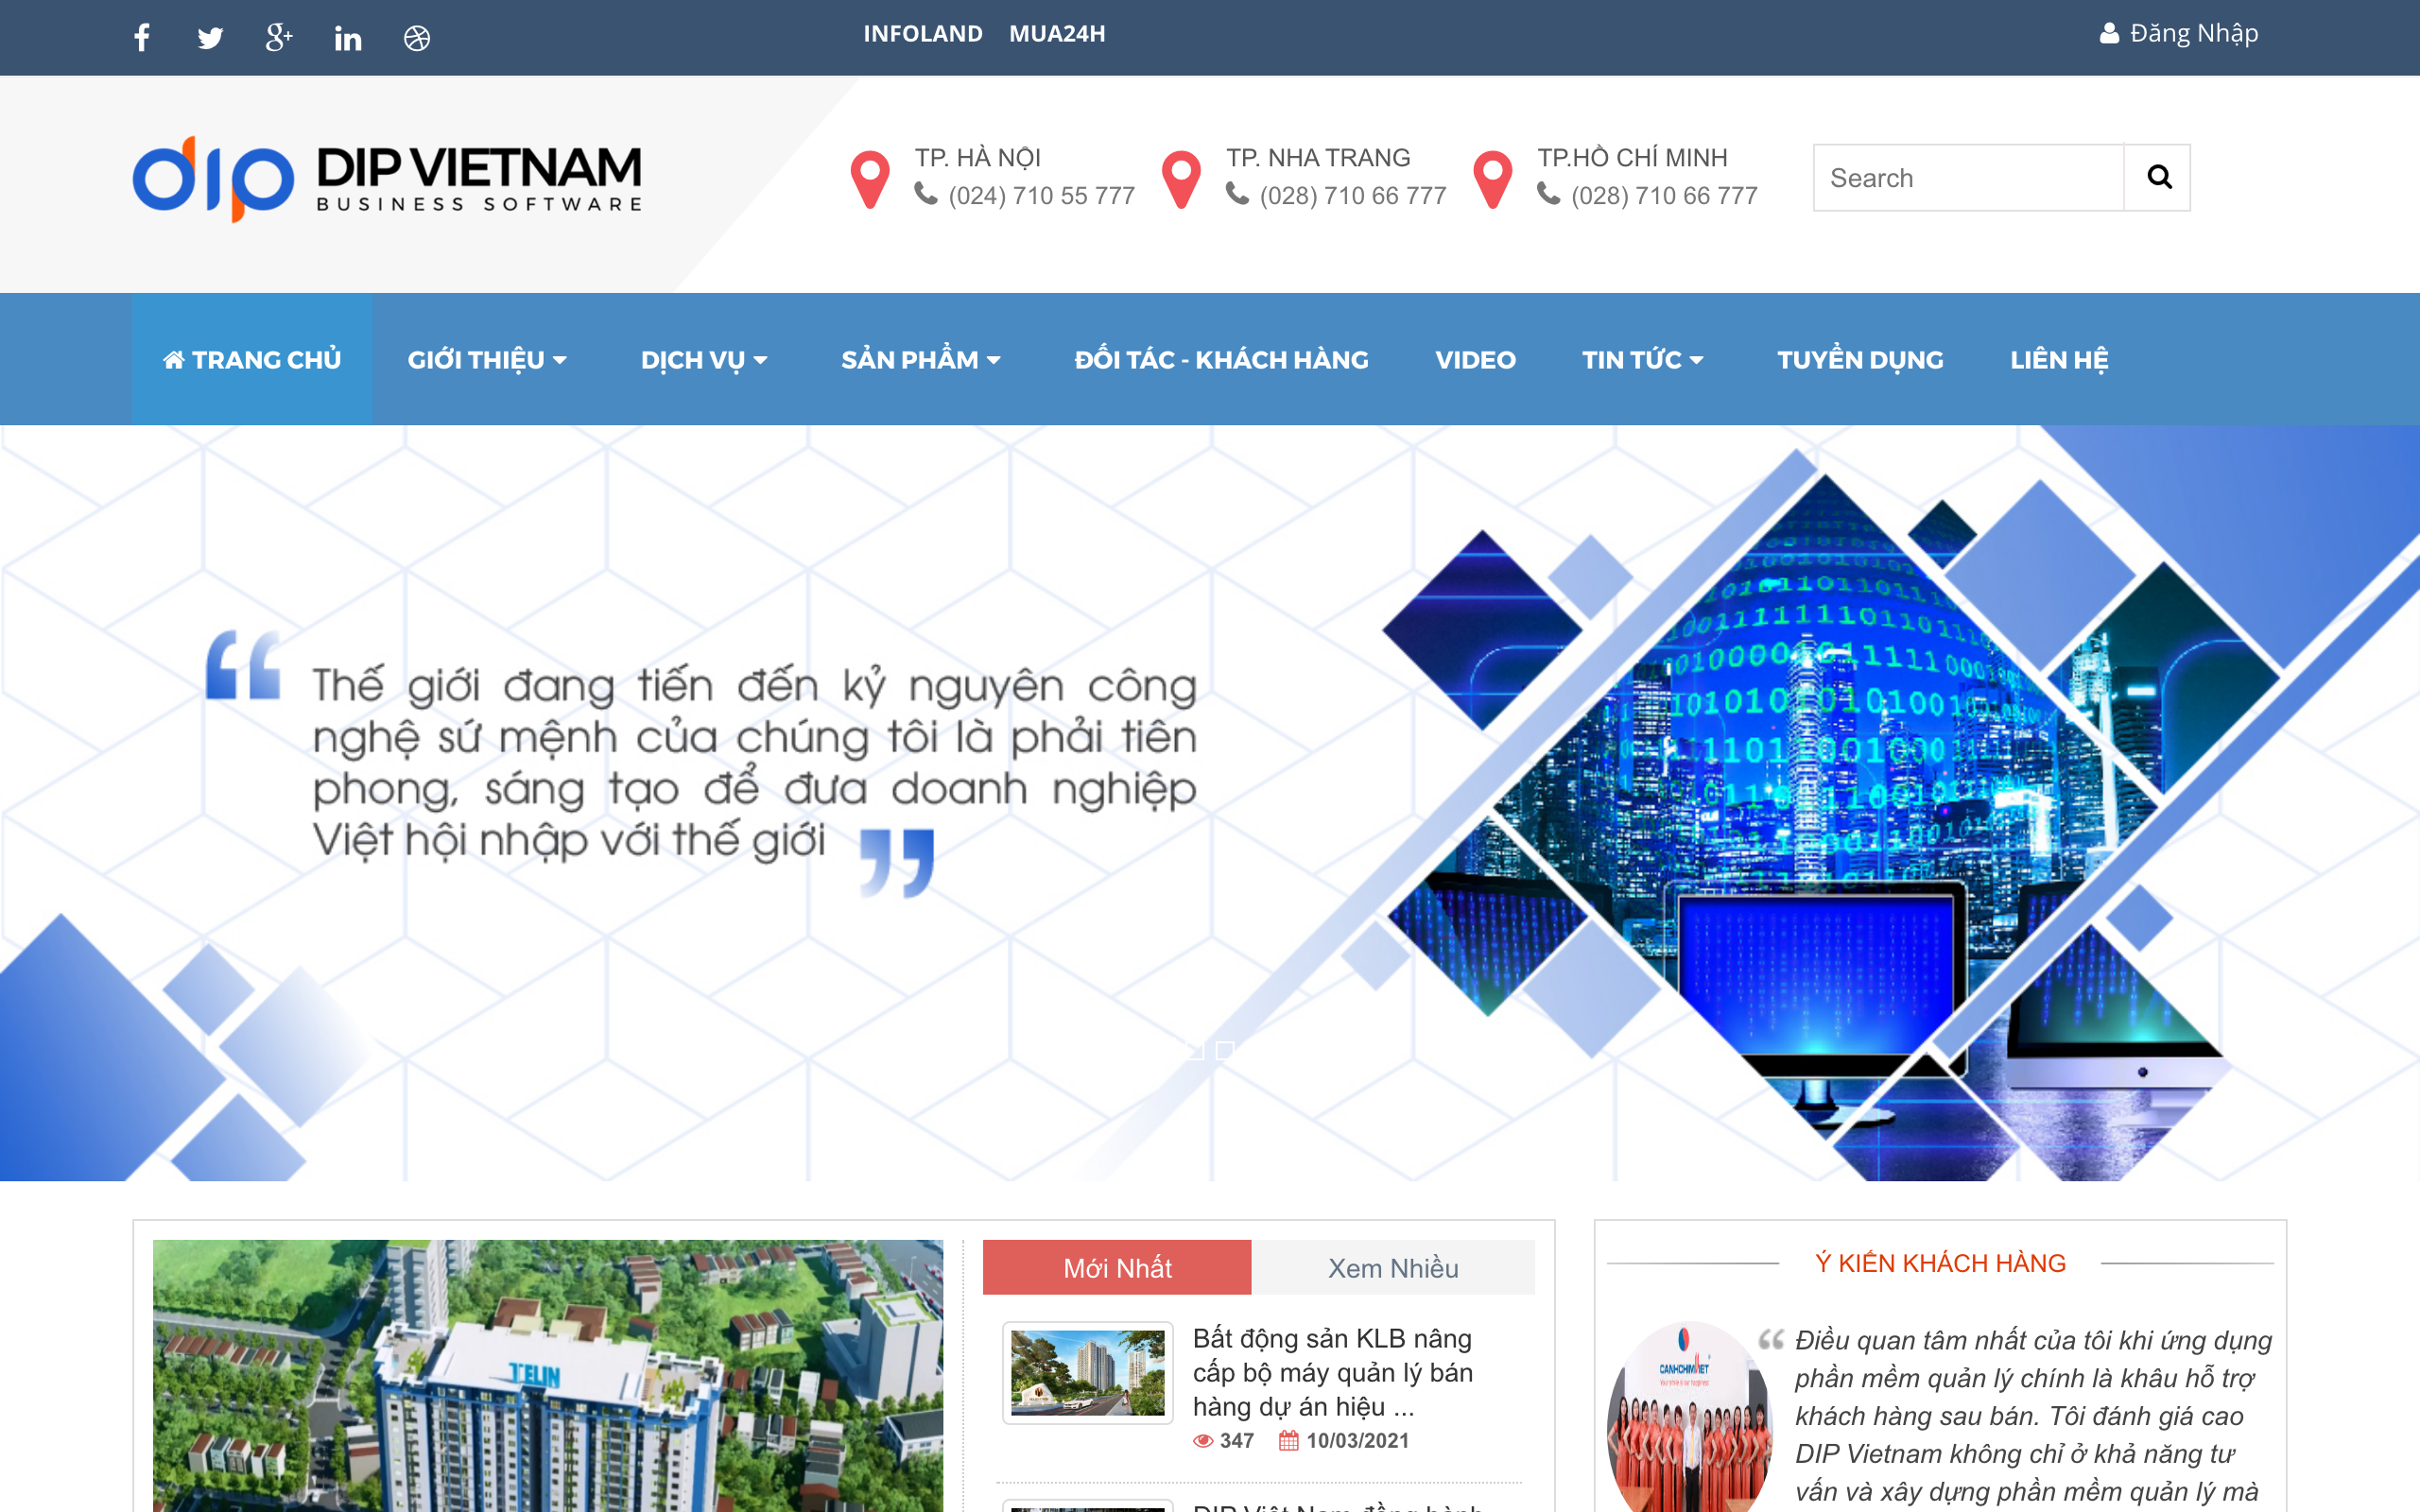 INFOLAND MUA24H
Đăng Nhập
dip DIP VIETNAM
BUSINESS SOFTWARE
TP. HÀ NỘI
(024) 710 55 777
TP. NHA TRANG
(028) 710 66 777
TP.HỒ CHÍ MINH
(028) 710 66 777
Search
TRANG CHỦ GIỚI THIỆU DỊCH VỤ SẢN PHẨM ĐỐI TÁC - KHÁCH HÀNG VIDEO TIN TỨC TUYỂN DỤNG LIÊN HỆ
“Thế giới đang tiến đến kỷ nguyên công
nghệ sứ mệnh của chúng tôi là phải tiên
phong, sáng tạo để đưa doanh nghiệp
Việt hội nhập với thế giới”
TELIN
Mới Nhất Xem Nhiều
Bất động sản KLB nâng
cấp bộ máy quản lý bán
hàng dự án hiệu ...
347 10/03/2021
Ý KIẾN KHÁCH HÀNG
CANHCHIMVIET
“Điều quan tâm nhất của tôi khi ứng dụng
phần mềm quản lý chính là khâu hỗ trợ
khách hàng sau bán. Tôi đánh giá cao
DIP Vietnam không chỉ ở khả năng tư
vấn và xây dựng phần mềm quản lý mà